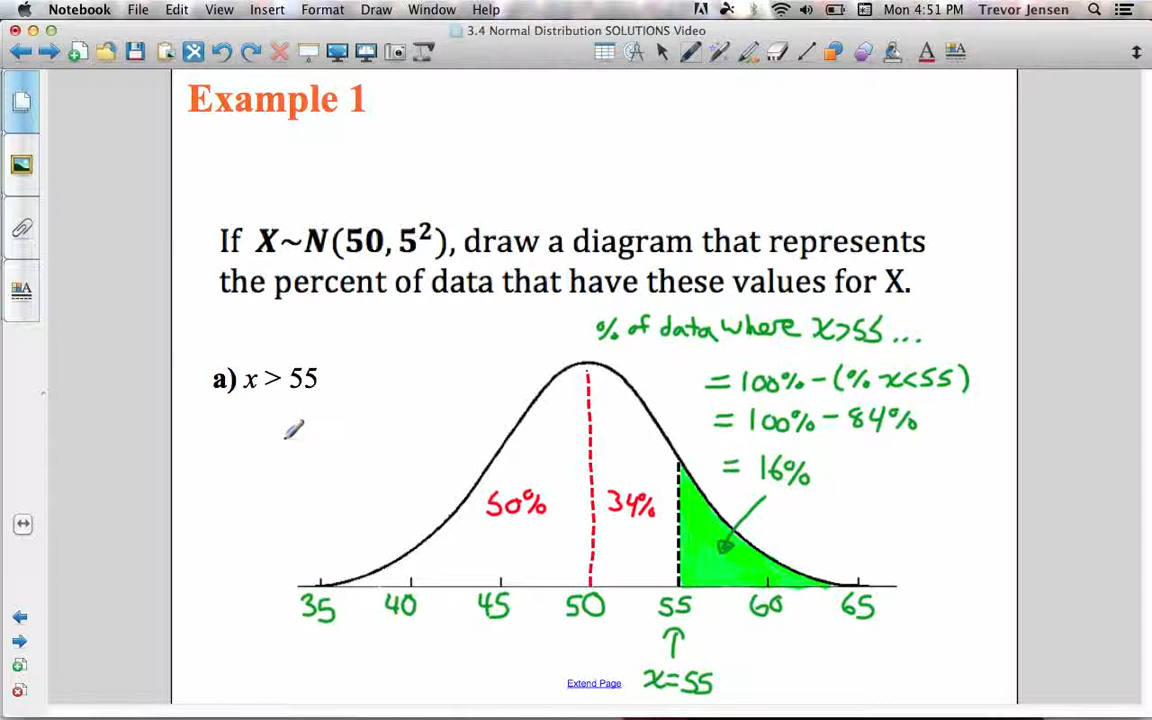 Notebook File Edit View Insert Format Draw Window Help Mon 4:51 PM Trevor Jensen
3.4 Normal Distribution SOLUTIONS Video
Example 1
If X~N(50, 5²), draw a diagram that represents
the percent of data that have these values for X.
% of data where x>55 ...
a) x > 55
= 100% - (% x<55)
= 100% - 84%
= 16%
50% 34%
35 40 45 50 55 60 65
↑
x=55
Extend Page